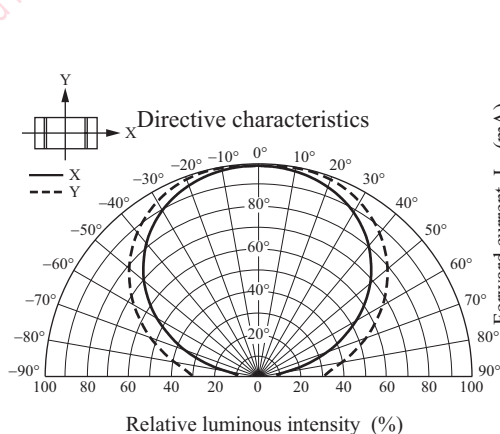 Y
X
Directive characteristics
X
Y
0°
−10° 10°
−20° 20°
−30° 30°
−40° 40°
−50° 50°
−60° 60°
−70° 70°
−80° 80°
−90° 90°
80%
60%
40%
20%
100 80 60 40 20 0 20 40 60 80 100
Relative luminous intensity (%)